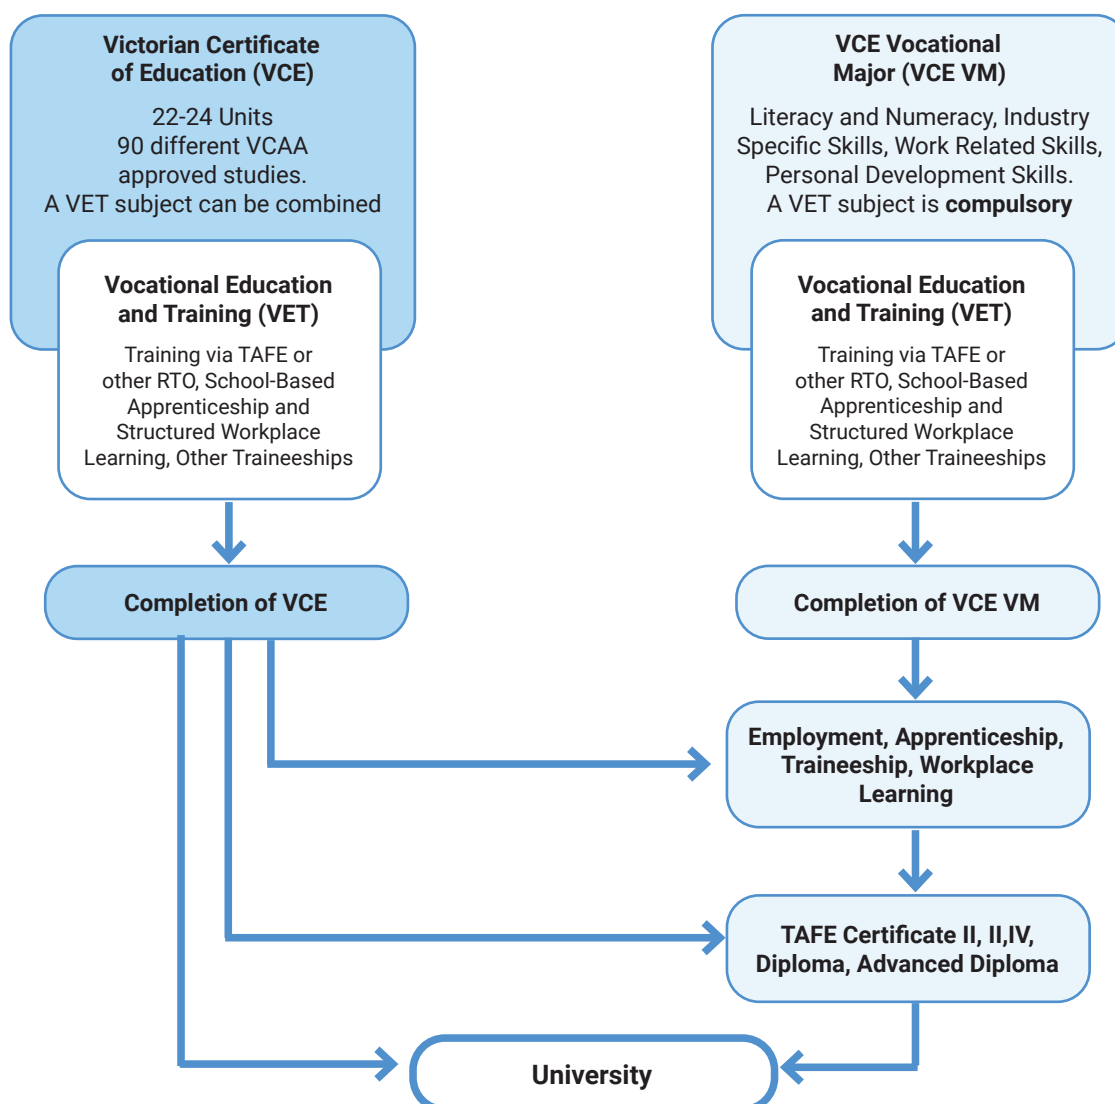 Victorian Certificate
of Education (VCE)
22-24 Units
90 different VCAA
approved studies.
A VET subject can be combined
Vocational Education
and Training (VET)
Training via TAFE or
other RTO, School-Based
Apprenticeship and
Structured Workplace
Learning, Other Traineeships
Completion of VCE
VCE Vocational
Major (VCE VM)
Literacy and Numeracy, Industry
Specific Skills, Work Related Skills,
Personal Development Skills.
A VET subject is compulsory
Vocational Education
and Training (VET)
Training via TAFE or
other RTO, School-Based
Apprenticeship and
Structured Workplace
Learning, Other Traineeships
Completion of VCE VM
Employment, Apprenticeship,
Traineeship, Workplace
Learning
TAFE Certificate II, II,IV,
Diploma, Advanced Diploma
University